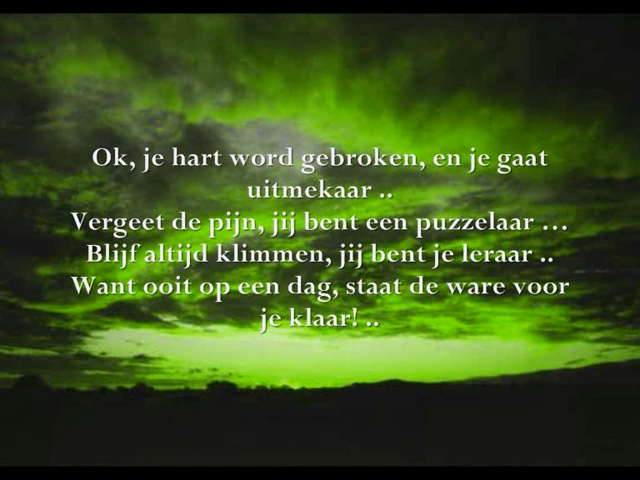 Ok, je hart word gebroken, en je gaat
uitmekaar ..
Vergeet de pijn, jij bent een puzzelaar ...
Blijf altijd klimmen, jij bent je leraar ..
Want ooit op een dag, staat de ware voor
je klaar! ..